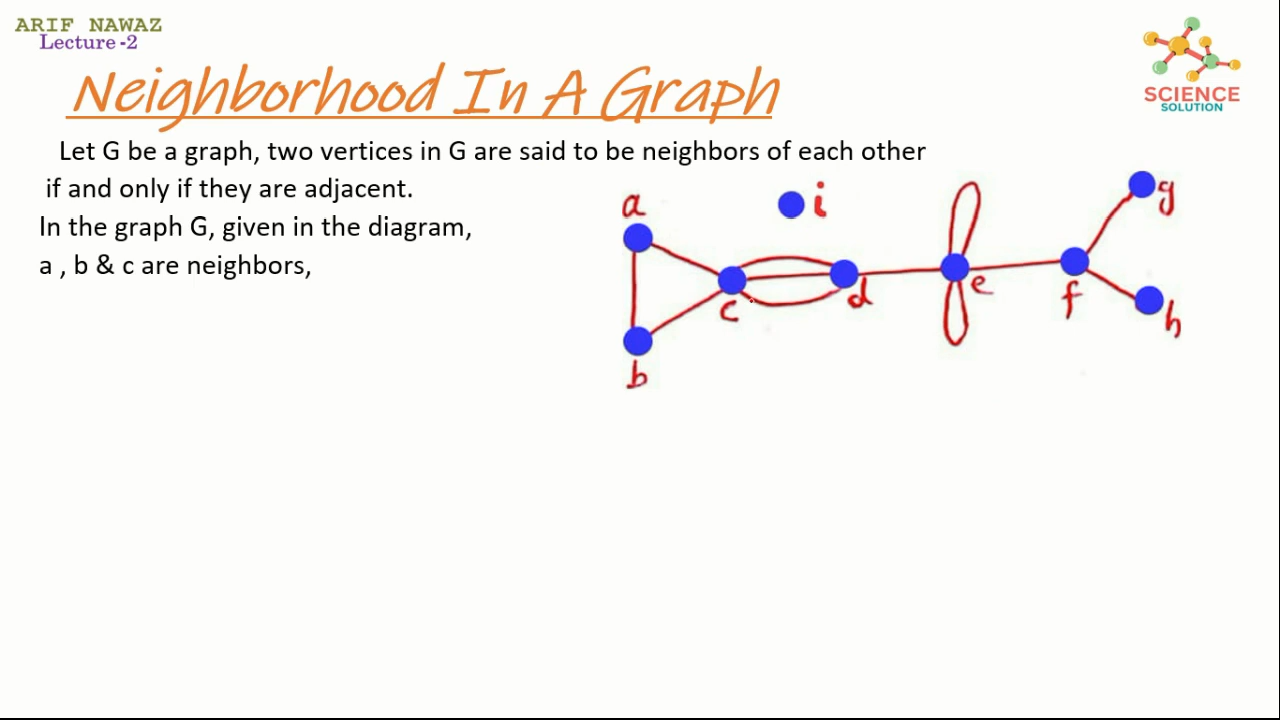 ARIF NAWAZ
Lecture -2
SCIENCE
SOLUTION
Neighborhood In A Graph
Let G be a graph, two vertices in G are said to be neighbors of each other
if and only if they are adjacent.
In the graph G, given in the diagram,
a , b & c are neighbors,
a
i
g
c
d
e
f
h
b